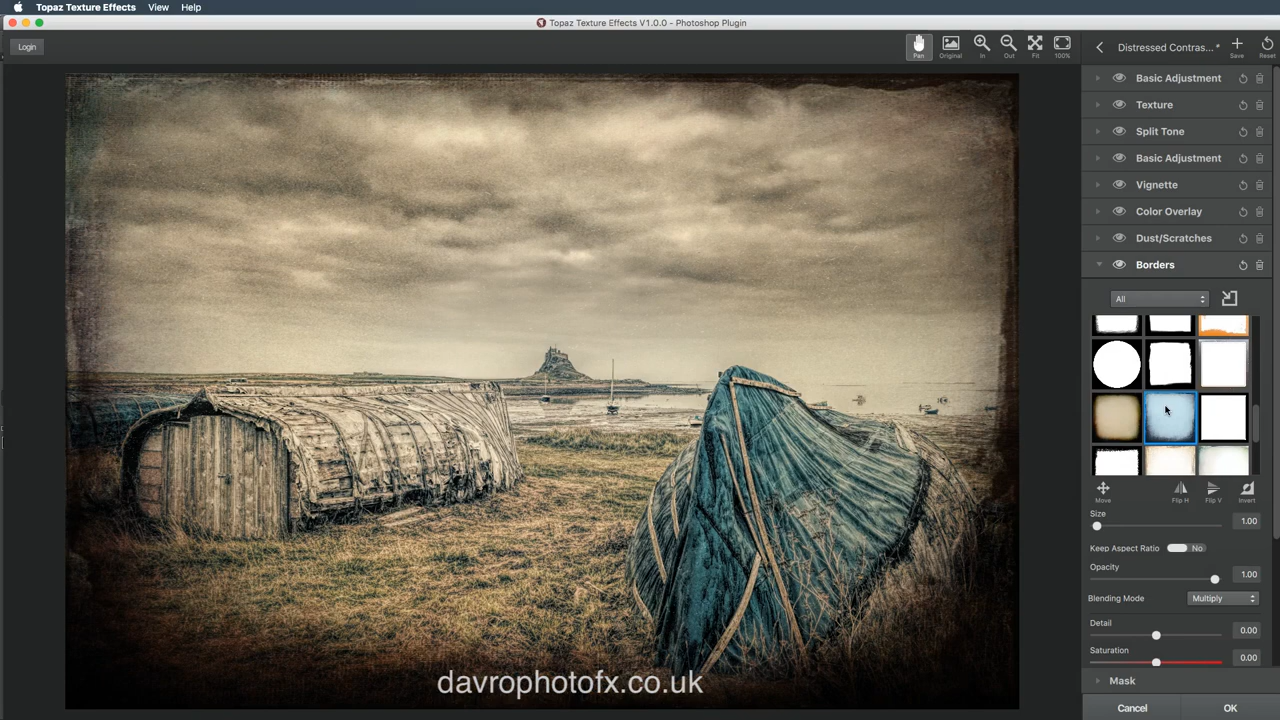 Topaz Texture Effects View Help
Topaz Texture Effects V1.0.0 - Photoshop Plugin
Login
Pan Original In Out Fit 100%
Distressed Contras...* Save Reset
Basic Adjustment
Texture
Split Tone
Basic Adjustment
Vignette
Color Overlay
Dust/Scratches
Borders
All
Move Flip H Flip V Invert
Size 1.00
Keep Aspect Ratio No
Opacity 1.00
Blending Mode Multiply
Detail 0.00
Saturation 0.00
Mask
Cancel OK
davrophotofx.co.uk